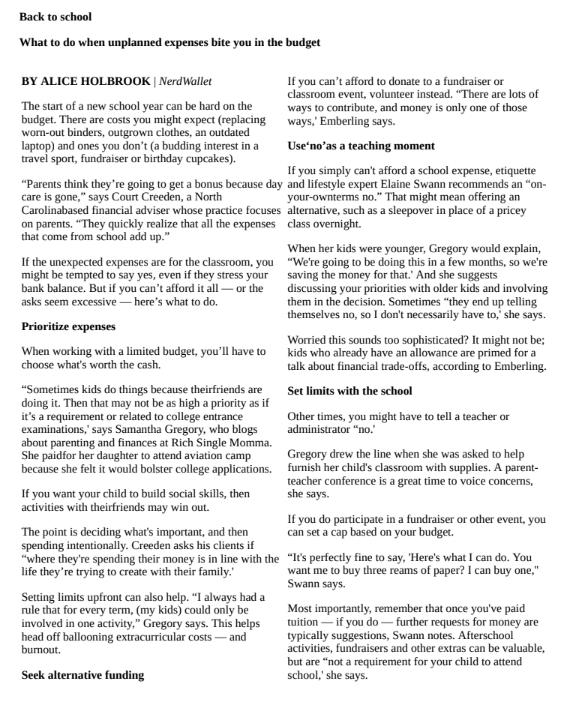 Back to school
What to do when unplanned expenses bite you in the budget
BY ALICE HOLBROOK | NerdWallet
The start of a new school year can be hard on the
budget. There are costs you might expect (replacing
worn-out binders, outgrown clothes, an outdated
laptop) and ones you don’t (a budding interest in a
travel sport, fundraiser or birthday cupcakes).
“Parents think they’re going to get a bonus because day
care is gone,” says Court Creeden, a North
Carolinabased financial adviser whose practice focuses
on parents. “They quickly realize that all the expenses
that come from school add up.”
If the unexpected expenses are for the classroom, you
might be tempted to say yes, even if they stress your
bank balance. But if you can’t afford it all — or the
asks seem excessive — here’s what to do.
Prioritize expenses
When working with a limited budget, you’ll have to
choose what's worth the cash.
“Sometimes kids do things because theirfriends are
doing it. Then that may not be as high a priority as if
it’s a requirement or related to college entrance
examinations,' says Samantha Gregory, who blogs
about parenting and finances at Rich Single Momma.
She paidfor her daughter to attend aviation camp
because she felt it would bolster college applications.
If you want your child to build social skills, then
activities with theirfriends may win out.
The point is deciding what's important, and then
spending intentionally. Creeden asks his clients if
“where they're spending their money is in line with the
life they’re trying to create with their family.'
Setting limits upfront can also help. “I always had a
rule that for every term, (my kids) could only be
involved in one activity,” Gregory says. This helps
head off ballooning extracurricular costs — and
burnout.
Seek alternative funding
If you can’t afford to donate to a fundraiser or
classroom event, volunteer instead. “There are lots of
ways to contribute, and money is only one of those
ways,' Emberling says.
Use‘no’as a teaching moment
If you simply can't afford a school expense, etiquette
and lifestyle expert Elaine Swann recommends an “on-
your-ownterms no.” That might mean offering an
alternative, such as a sleepover in place of a pricey
class overnight.
When her kids were younger, Gregory would explain,
“We're going to be doing this in a few months, so we're
saving the money for that.' And she suggests
discussing your priorities with older kids and involving
them in the decision. Sometimes “they end up telling
themselves no, so I don't necessarily have to,' she says.
Worried this sounds too sophisticated? It might not be;
kids who already have an allowance are primed for a
talk about financial trade-offs, according to Emberling.
Set limits with the school
Other times, you might have to tell a teacher or
administrator “no.'
Gregory drew the line when she was asked to help
furnish her child's classroom with supplies. A parent-
teacher conference is a great time to voice concerns,
she says.
If you do participate in a fundraiser or other event, you
can set a cap based on your budget.
“It's perfectly fine to say, 'Here's what I can do. You
want me to buy three reams of paper? I can buy one,"
Swann says.
Most importantly, remember that once you've paid
tuition — if you do — further requests for money are
typically suggestions, Swann notes. Afterschool
activities, fundraisers and other extras can be valuable,
but are “not a requirement for your child to attend
school,' she says.